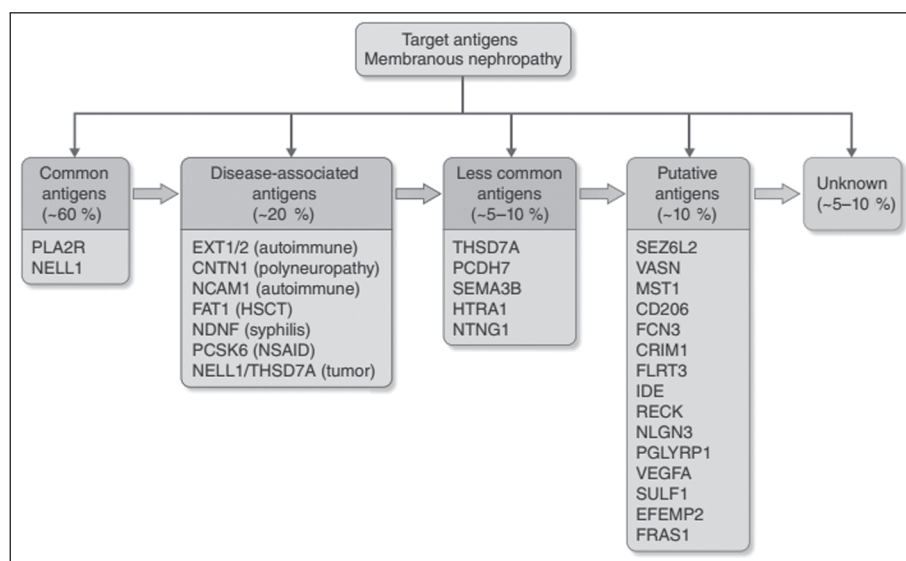 Target antigens
Membranous nephropathy
Common
antigens
(~60 %)
PLA2R
NELL1
Disease-associated
antigens
(~20 %)
EXT1/2 (autoimmune)
CNTN1 (polyneuropathy)
NCAM1 (autoimmune)
FAT1 (HSCT)
NDNF (syphilis)
PCSK6 (NSAID)
NELL1/THSD7A (tumor)
Less common
antigens
(~5–10 %)
THSD7A
PCDH7
SEMA3B
HTRA1
NTNG1
Putative
antigens
(~10 %)
SEZ6L2
VASN
MST1
CD206
FCN3
CRIM1
FLRT3
IDE
RECK
NLGN3
PGLYRP1
VEGFA
SULF1
EFEMP2
FRAS1
Unknown
(~5–10 %)